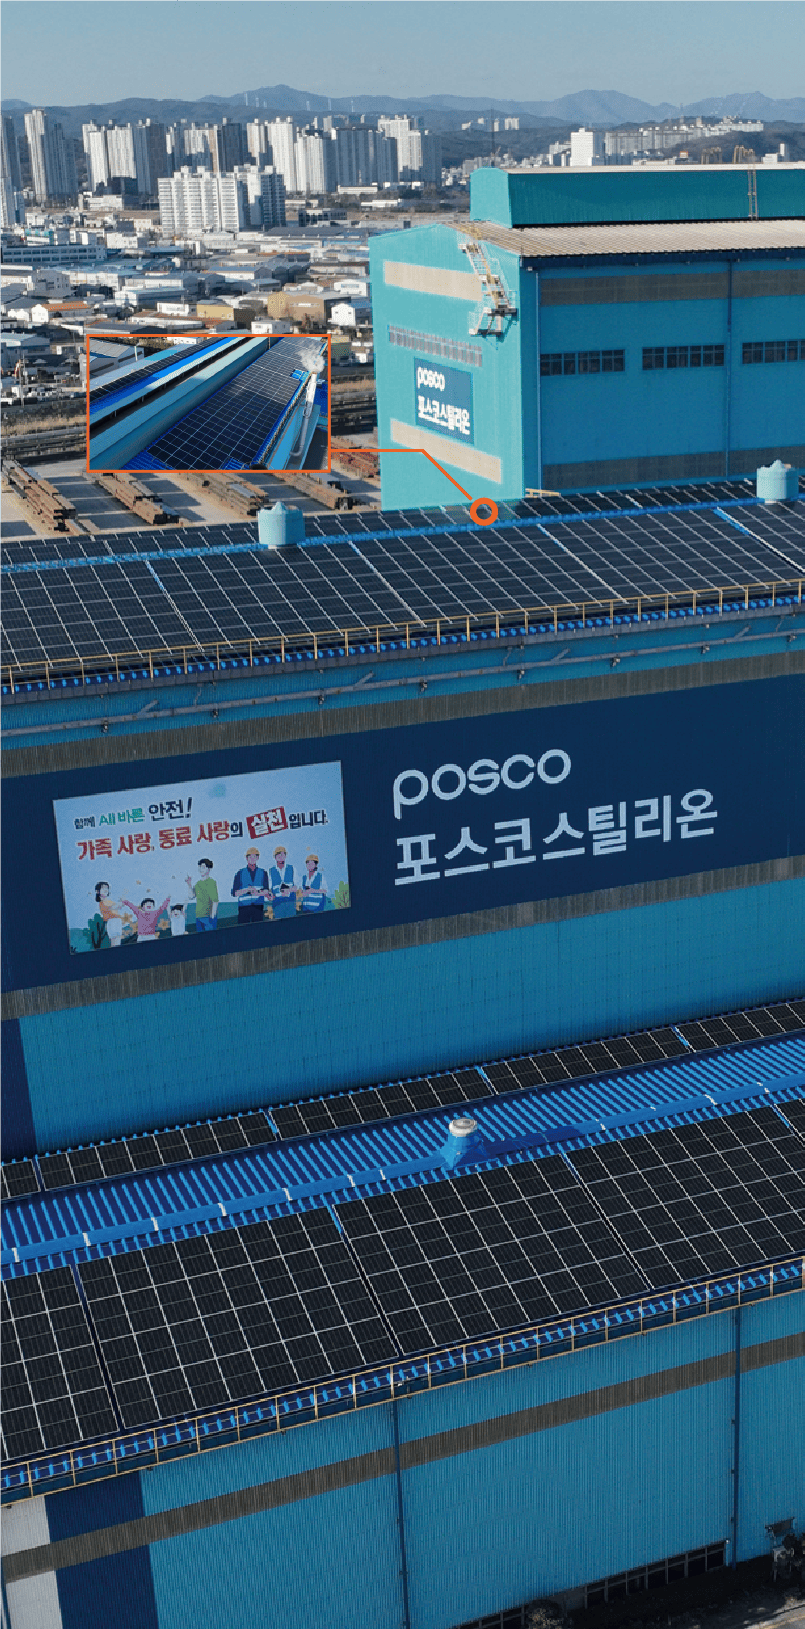 posco
포스코스틸리온
함께 새바른 안전!
가족 사랑, 동료 사랑의 실천입니다.
posco
포스코스틸리온